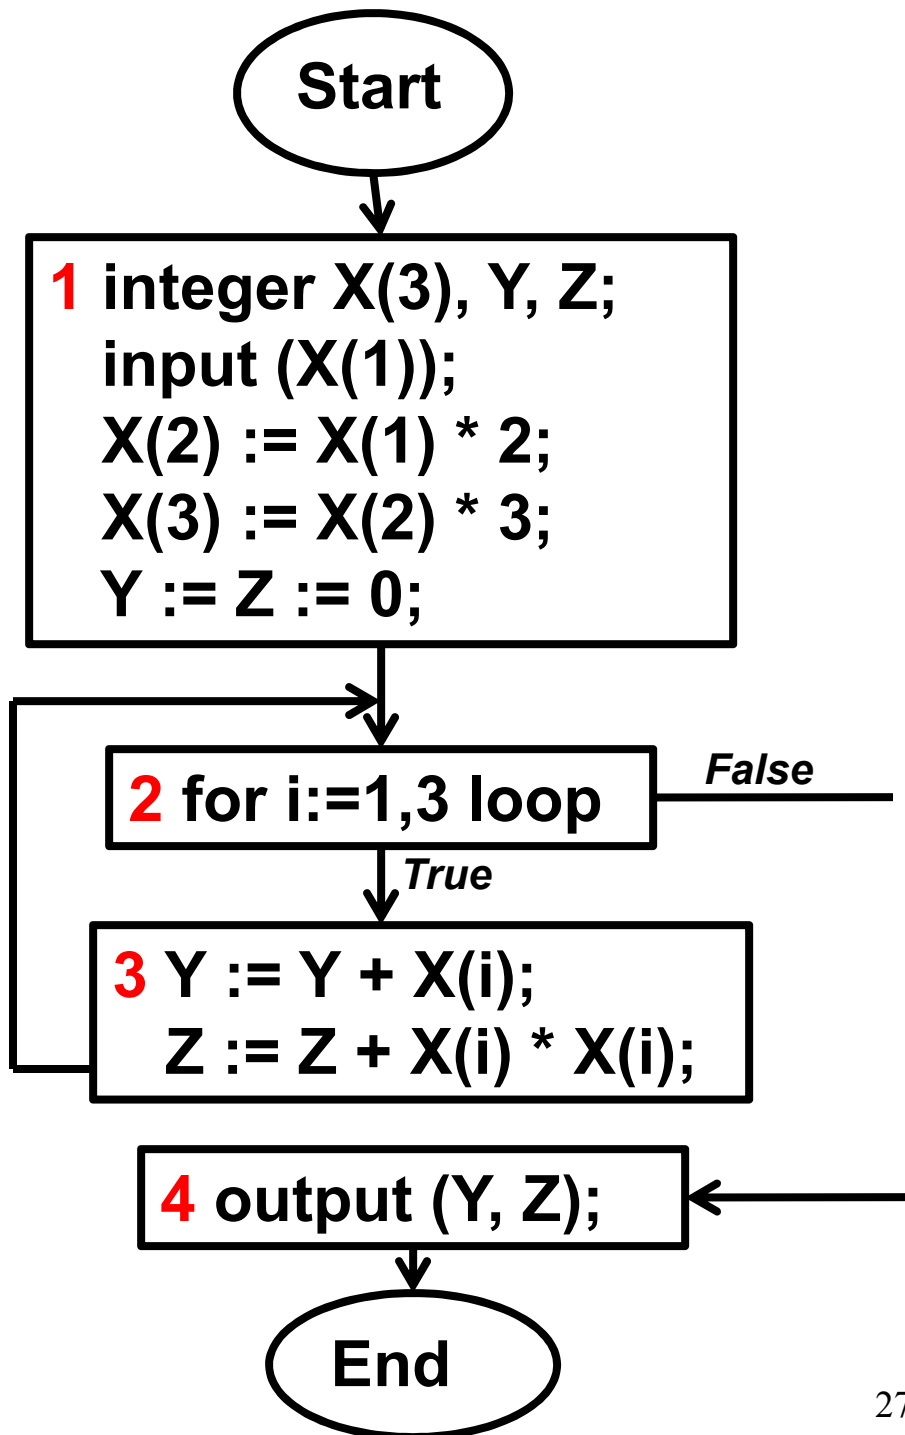 Start
1 integer X(3), Y, Z;
input (X(1));
X(2) := X(1) * 2;
X(3) := X(2) * 3;
Y := Z := 0;
2 for i:=1,3 loop
False
True
3 Y := Y + X(i);
Z := Z + X(i) * X(i);
4 output (Y, Z);
End
27